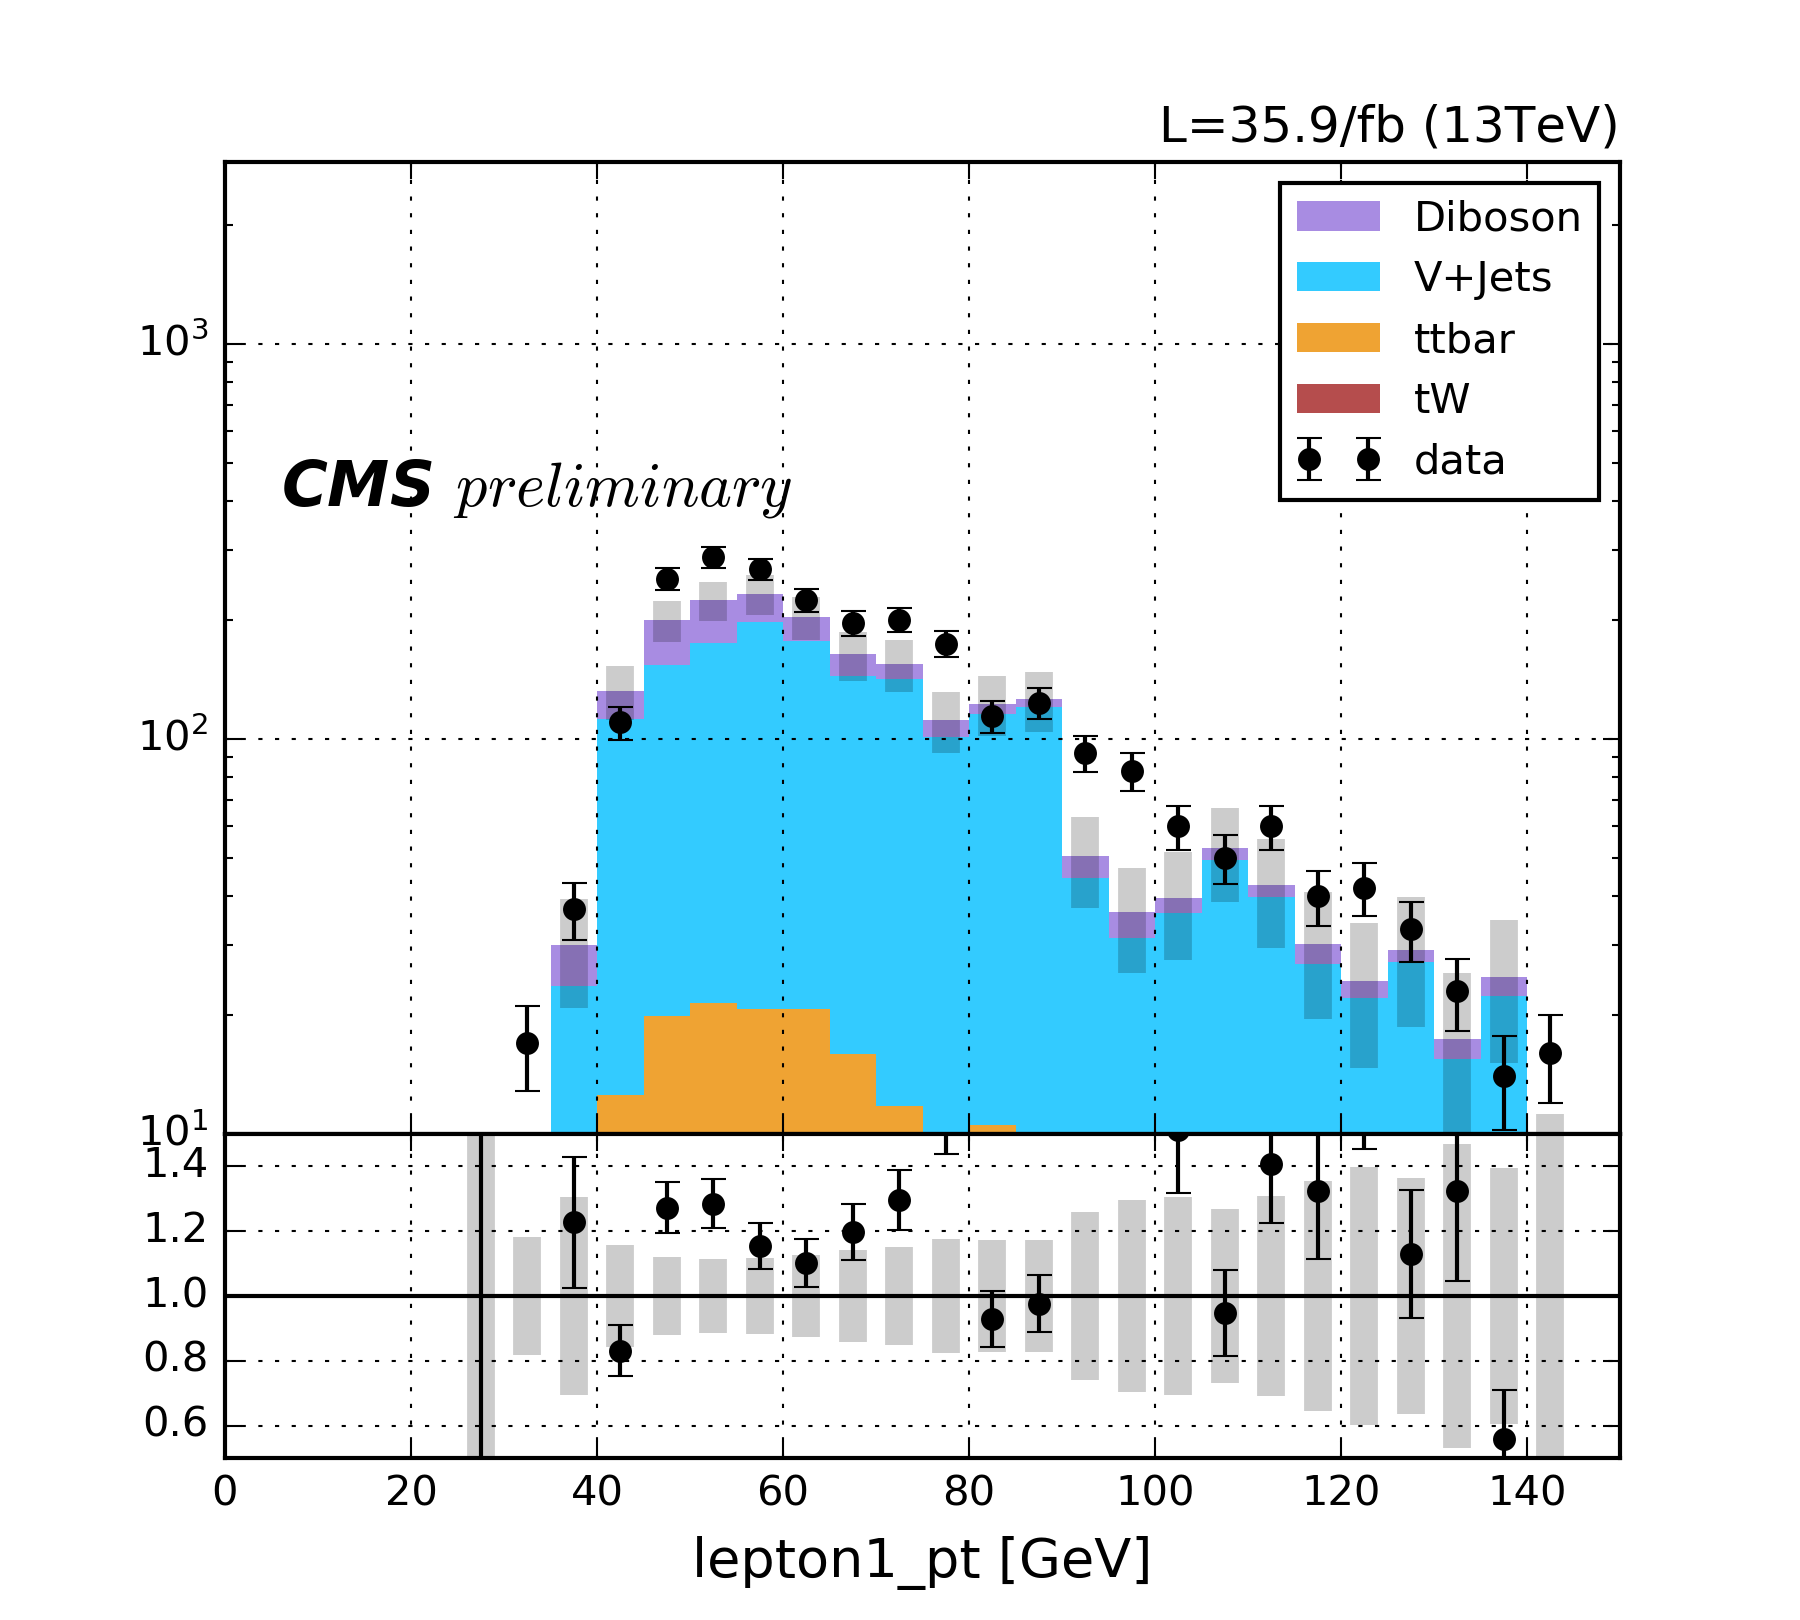 L=35.9/fb (13TeV)
Diboson
V+Jets
ttbar
tW
data
CMS preliminary
10³
10²
10¹
1.4
1.2
1.0
0.8
0.6
0 20 40 60 80 100 120 140
lepton1_pt [GeV]